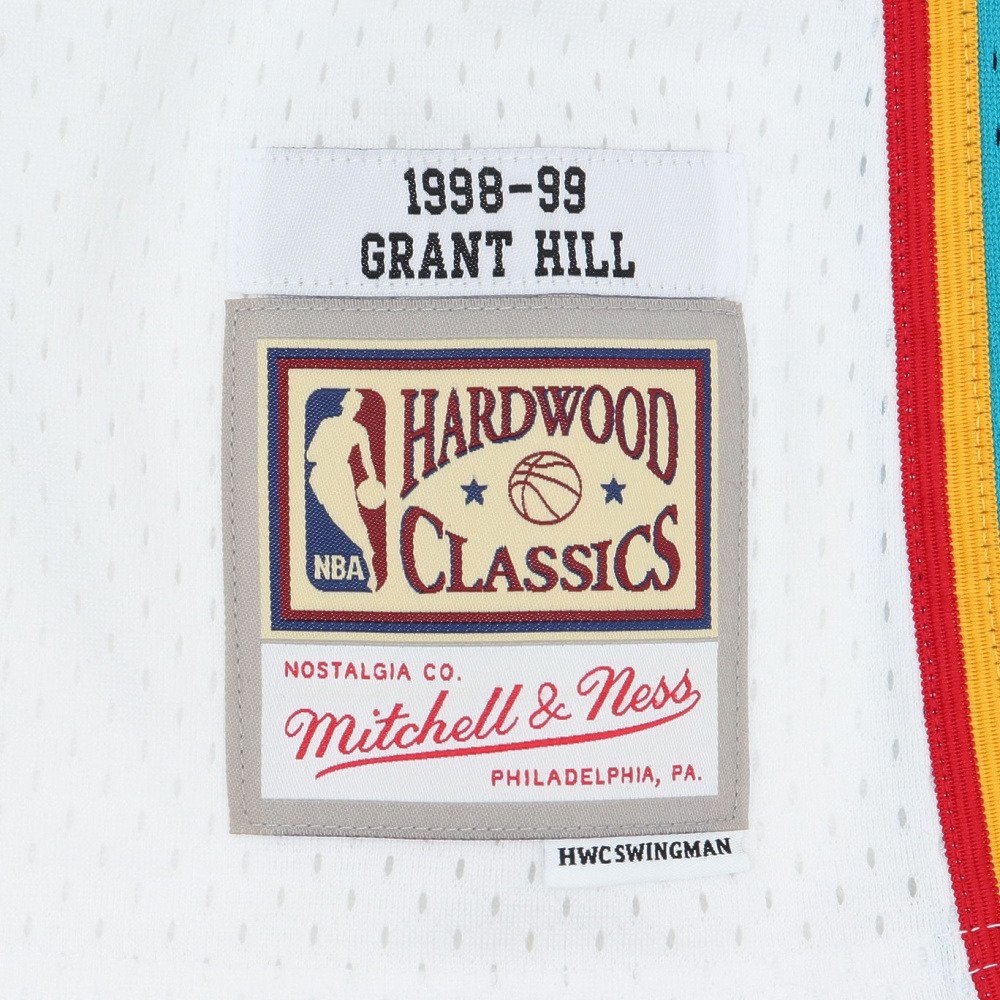 1998-99
GRANT HILL
HARDWOOD
CLASSICS
NBA
NOSTALGIA CO.
Mitchell & Ness
PHILADELPHIA, PA.
HWC SWINGMAN